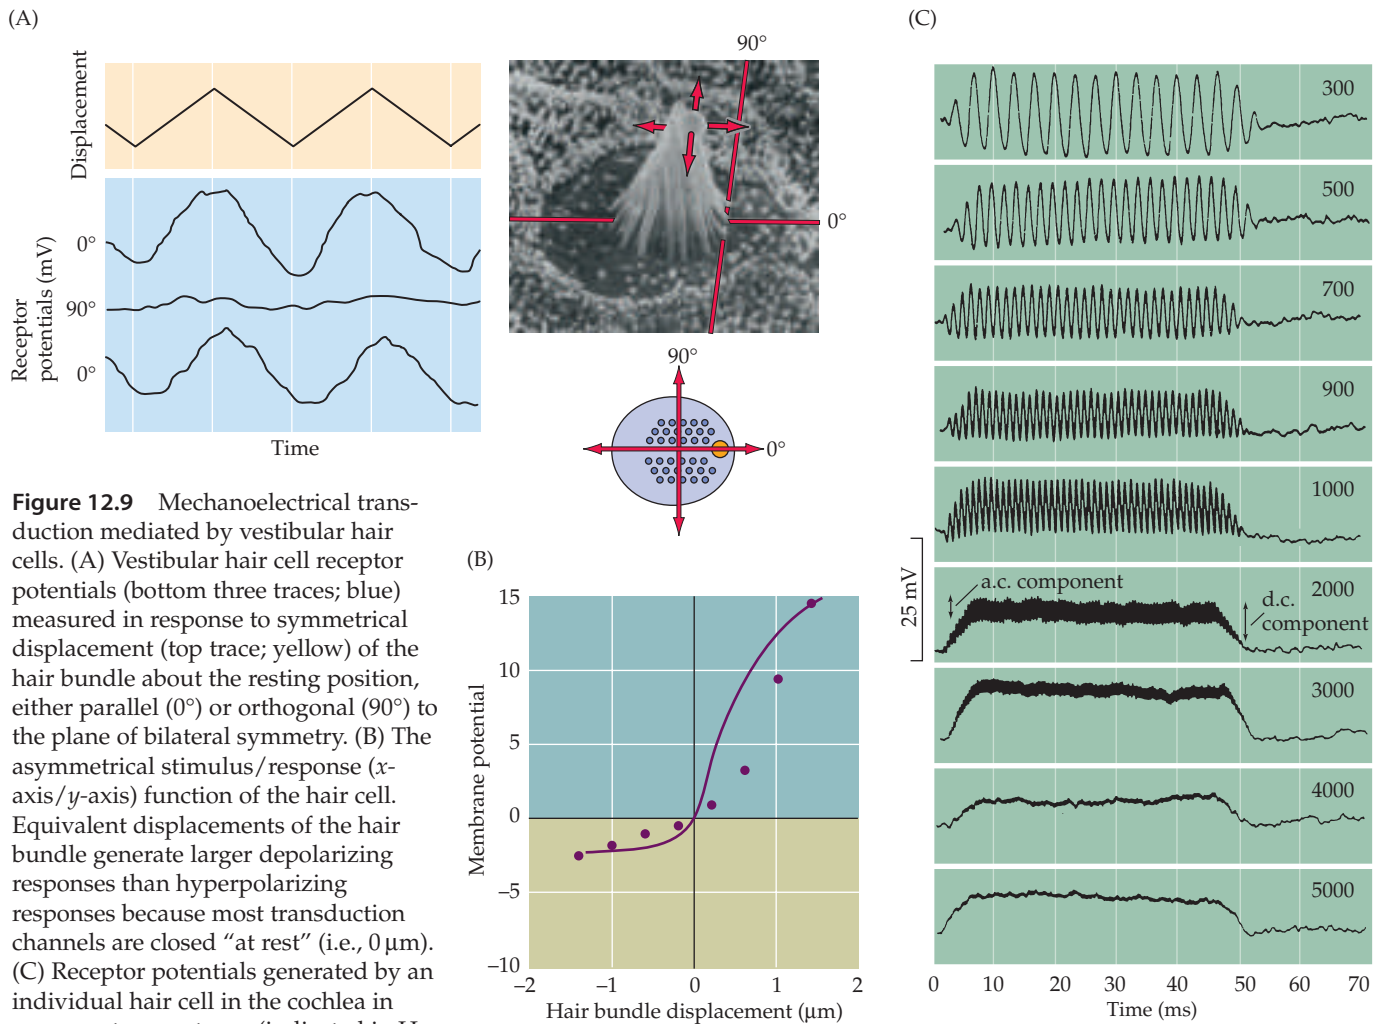 (A)
Displacement
Receptor
potentials (mV)
0°
90°
0°
Time
90°
0°
90°
0°
Figure 12.9 Mechanoelectrical trans-
duction mediated by vestibular hair
cells. (A) Vestibular hair cell receptor
potentials (bottom three traces; blue)
measured in response to symmetrical
displacement (top trace; yellow) of the
hair bundle about the resting position,
either parallel (0°) or orthogonal (90°) to
the plane of bilateral symmetry. (B) The
asymmetrical stimulus/response (x-
axis/y-axis) function of the hair cell.
Equivalent displacements of the hair
bundle generate larger depolarizing
responses than hyperpolarizing
responses because most transduction
channels are closed “at rest” (i.e., 0 μm).
(C) Receptor potentials generated by an
individual hair cell in the cochlea in
(B)
Membrane potential
15
10
5
0
−5
−10
−2 −1 0 1 2
Hair bundle displacement (μm)
(C)
300
500
700
900
1000
25 mV
a.c. component
2000
d.c.
component
3000
4000
5000
0 10 20 30 40 50 60 70
Time (ms)